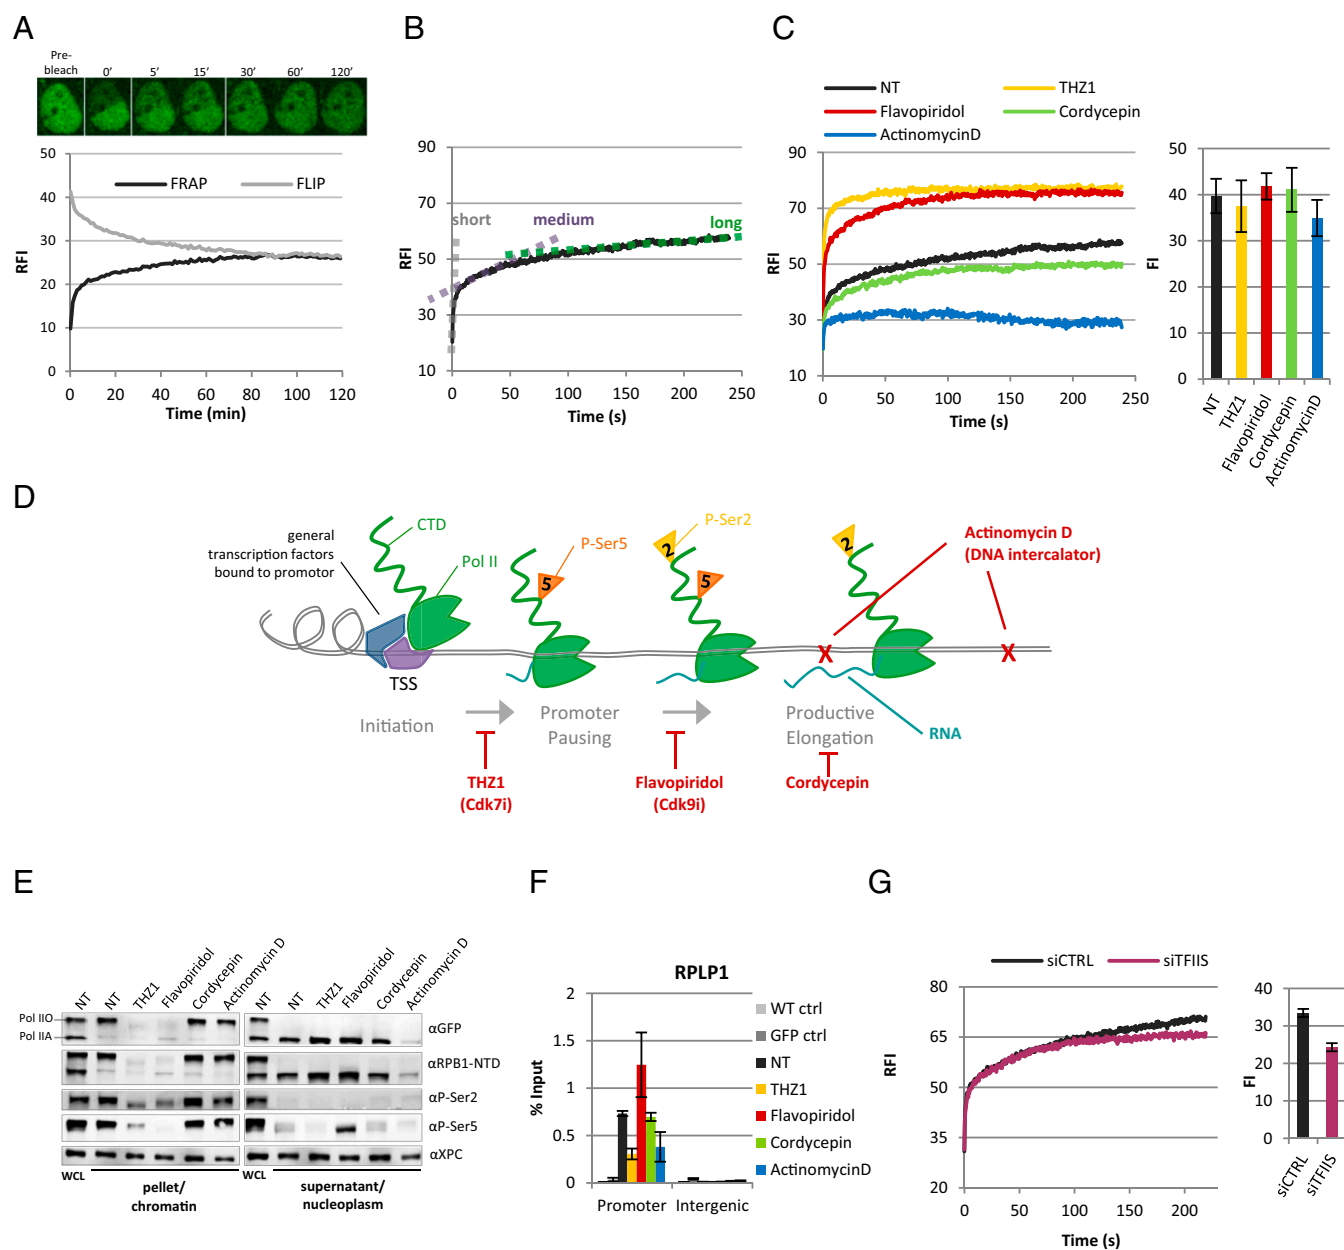 A
Pre-
bleach
0'
5'
15'
30'
60'
120'
50
40
30
20
10
0
RFI
FRAP
FLIP
0
20
40
60
80
100
120
Time (min)
B
90
70
50
30
10
RFI
short
medium
long
0
50
100
150
200
250
Time (s)
C
NT
THZ1
Flavopiridol
Cordycepin
ActinomycinD
90
70
50
30
10
RFI
0
50
100
150
200
250
Time (s)
50
40
30
20
10
0
FI
NT
THZ1
Flavopiridol
Cordycepin
ActinomycinD
D
general
transcription factors
bound to promotor
CTD
Pol II
TSS
P-Ser5
5
P-Ser2
2
5
2
Actinomycin D
(DNA intercalator)
X
X
RNA
Initiation
Promoter
Pausing
Productive
Elongation
THZ1
(Cdk7i)
Flavopiridol
(Cdk9i)
Cordycepin
E
NT
NT
THZ1
Flavopiridol
Cordycepin
Actinomycin D
NT
NT
THZ1
Flavopiridol
Cordycepin
Actinomycin D
Pol IIO
Pol IIA
αGFP
αRPB1-NTD
αP-Ser2
αP-Ser5
αXPC
WCL
pellet/
chromatin
WCL
supernatant/
nucleoplasm
F
RPLP1
2
1.5
1
0.5
0
% Input
Promoter
Intergenic
WT ctrl
GFP ctrl
NT
THZ1
Flavopiridol
Cordycepin
ActinomycinD
G
siCTRL
siTFIIS
80
65
50
35
20
RFI
0
50
100
150
200
Time (s)
40
30
20
10
0
FI
siCTRL
siTFIIS